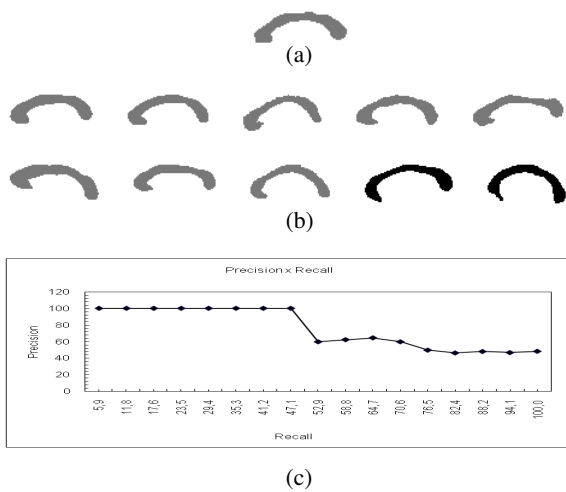 (a)
(b)
Precision x Recall
120
100
80
60
40
20
0
Precision
5,9 11,8 17,6 23,5 29,4 35,3 41,2 47,1 52,9 58,8 64,7 70,6 76,5 82,4 88,2 94,1 100,0
Recall
(c)